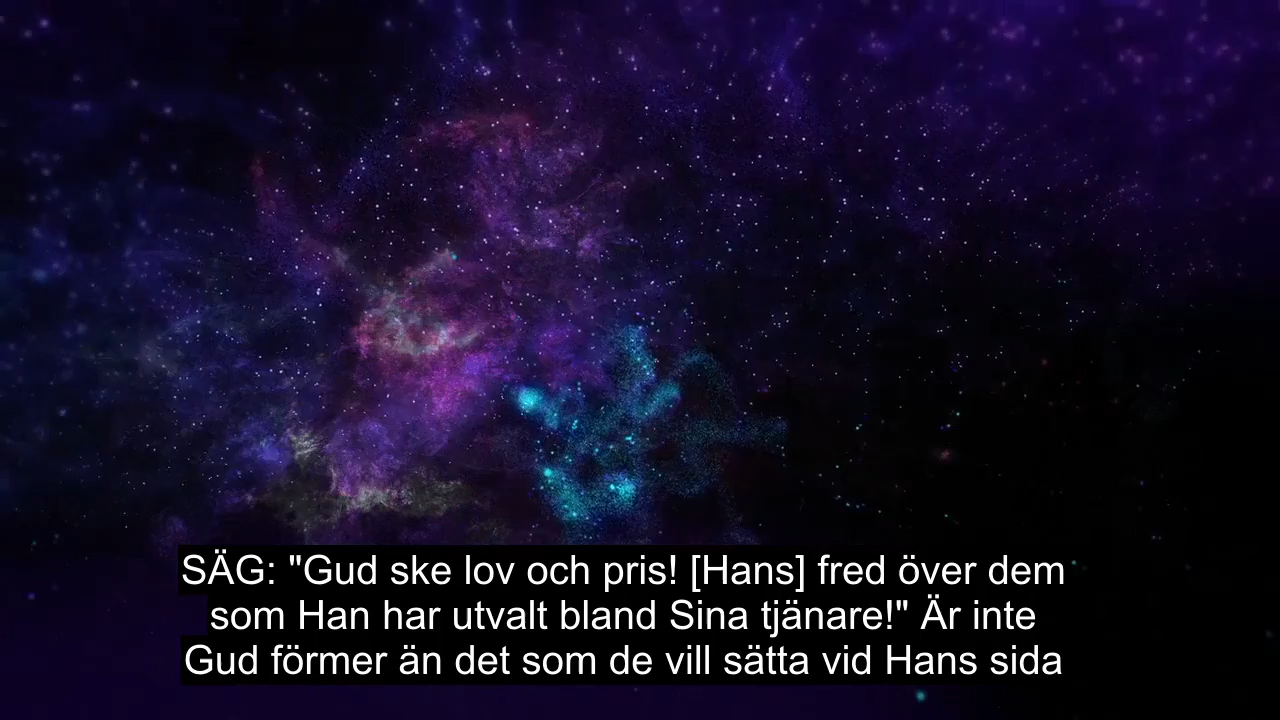 SÄG: "Gud ske lov och pris! [Hans] fred över dem
som Han har utvalt bland Sina tjänare!" Är inte
Gud förmer än det som de vill sätta vid Hans sida